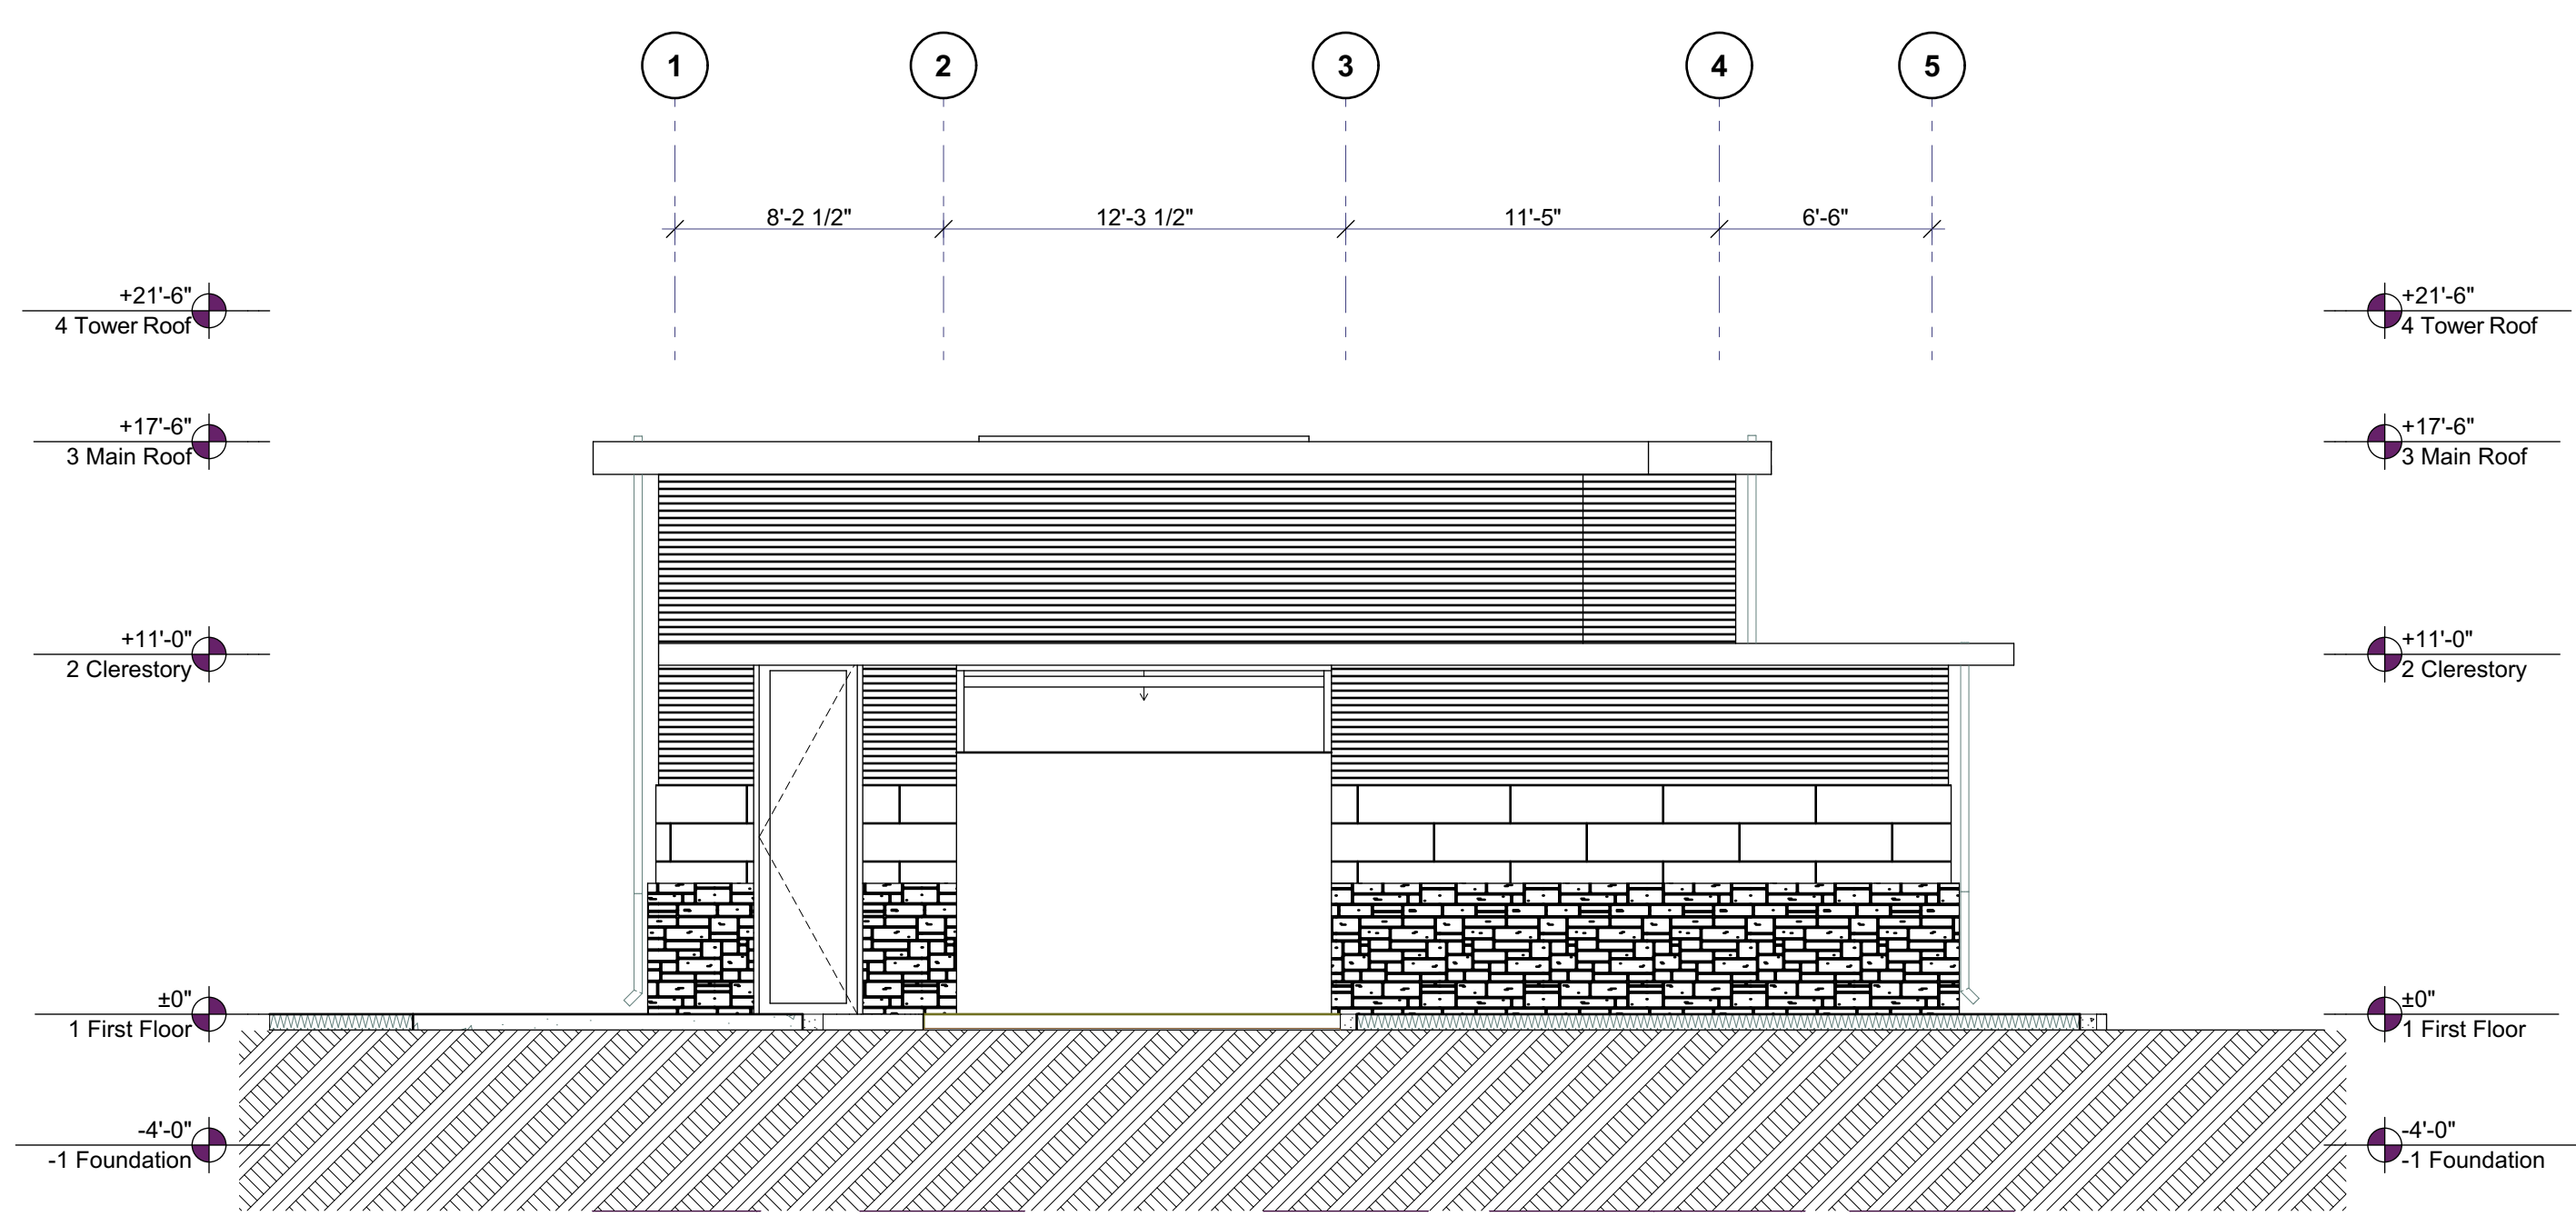 1 2 3 4 5
8'-2 1/2" 12'-3 1/2" 11'-5" 6'-6"
+21'-6" +21'-6"
4 Tower Roof 4 Tower Roof
+17'-6" +17'-6"
3 Main Roof 3 Main Roof
+11'-0" +11'-0"
2 Clerestory 2 Clerestory
±0" ±0"
1 First Floor 1 First Floor
-4'-0" -4'-0"
-1 Foundation -1 Foundation